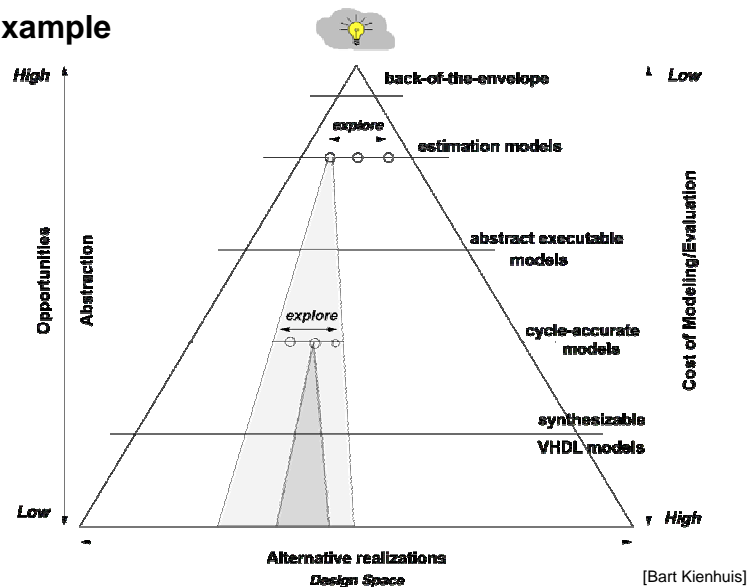 xample
High
back-of-the-envelope
Low
explore
estimation models
Opportunities
Abstraction
abstract executable
models
Cost of Modeling/Evaluation
explore
cycle-accurate
models
synthesizable
VHDL models
Low
High
Alternative realizations
Design Space
[Bart Kienhuis]